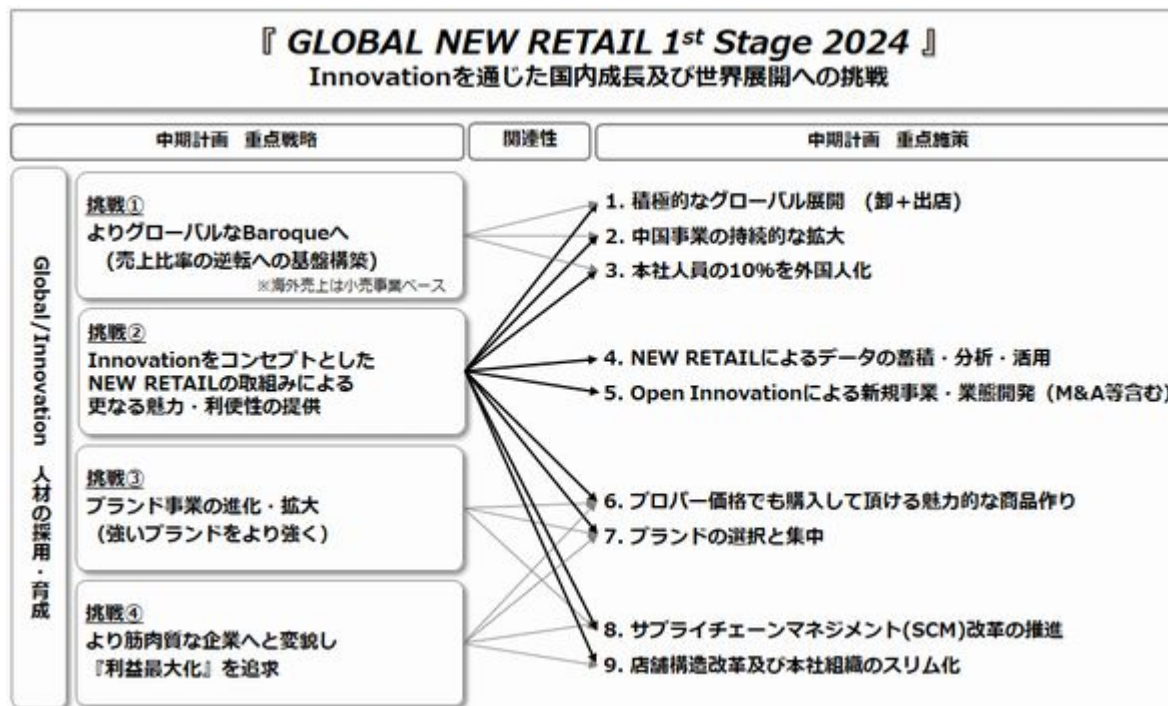 『 GLOBAL NEW RETAIL 1st Stage 2024 』
Innovationを通じた国内成長及び世界展開への挑戦
中期計画 重点戦略
関連性
中期計画 重点施策
Global/Innovation 人材の採用・育成
挑戦①
よりグローバルなBaroqueへ
(売上比率の逆転への基盤構築)
※海外売上は小売事業ベース
挑戦②
Innovationをコンセプトとした
NEW RETAILの取組みによる
更なる魅力・利便性の提供
挑戦③
ブランド事業の進化・拡大
(強いブランドをより強く)
挑戦④
より筋肉質な企業へと変貌し
『利益最大化』を追求
1. 積極的なグローバル展開 (卸+出店)
2. 中国事業の持続的な拡大
3. 本社人員の10%を外国人化
4. NEW RETAILによるデータの蓄積・分析・活用
5. Open Innovationによる新規事業・業態開発 (M&A等含む)
6. プロパー価格でも購入して頂ける魅力的な商品作り
7. ブランドの選択と集中
8. サプライチェーンマネジメント(SCM)改革の推進
9. 店舗構造改革及び本社組織のスリム化